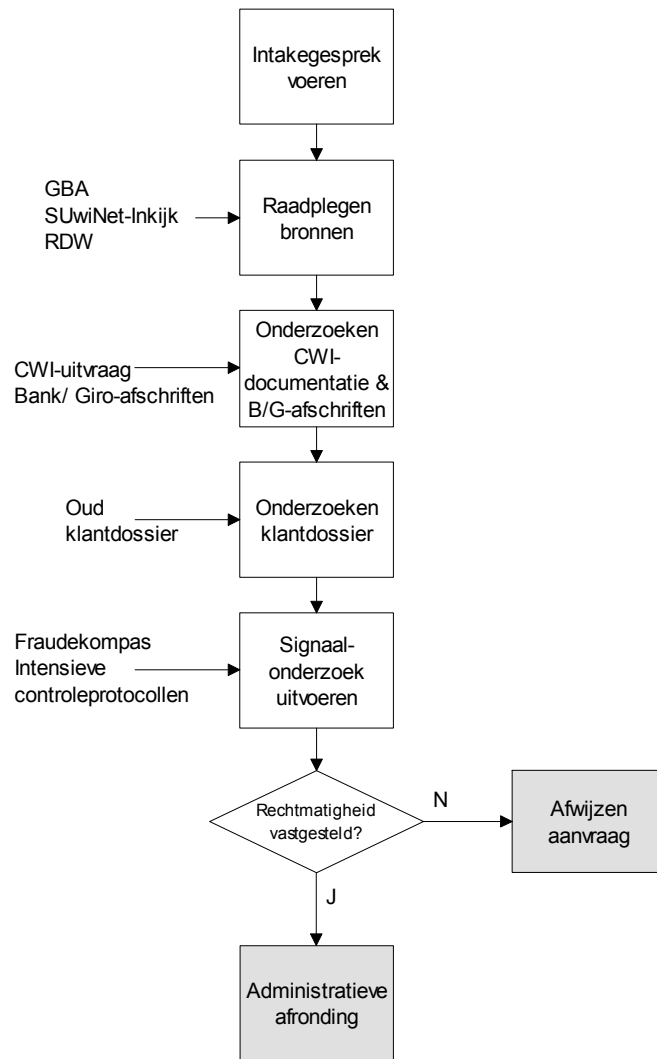 Intakegesprek
voeren
GBA
SUwiNet-Inkijk
RDW
Raadplegen
bronnen
CWI-uitvraag
Bank/ Giro-afschriften
Onderzoeken
CWI-
documentatie &
B/G-afschriften
Oud
klantdossier
Onderzoeken
klantdossier
Fraudekompas
Intensieve
controleprotocollen
Signaal-
onderzoek
uitvoeren
Rechtmatigheid
vastgesteld?
N
Afwijzen
aanvraag
J
Administratieve
afronding